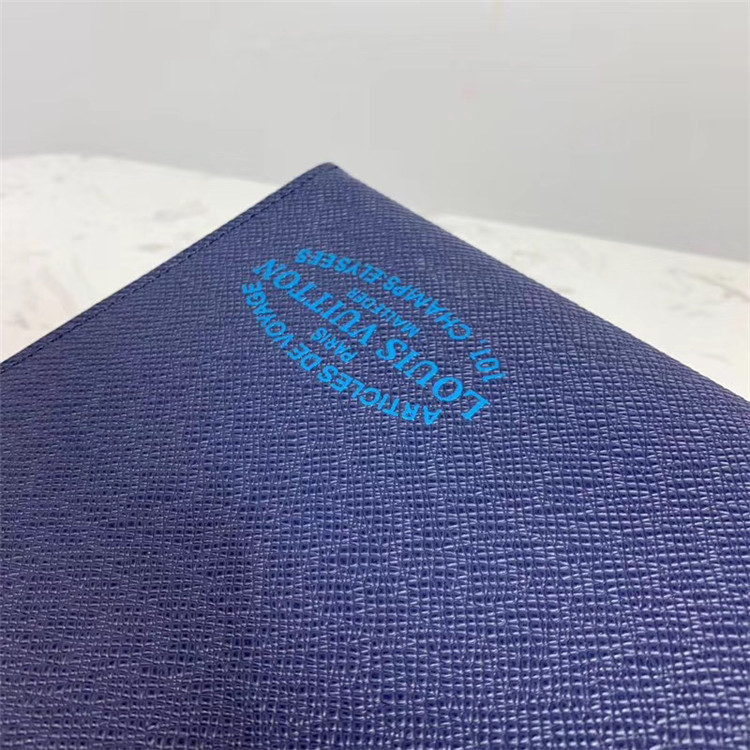 ARTICLES DE VOYAGE
LOUIS VUITTON
PARIS
MALLETIER
101, CHAMPS ELYSEES